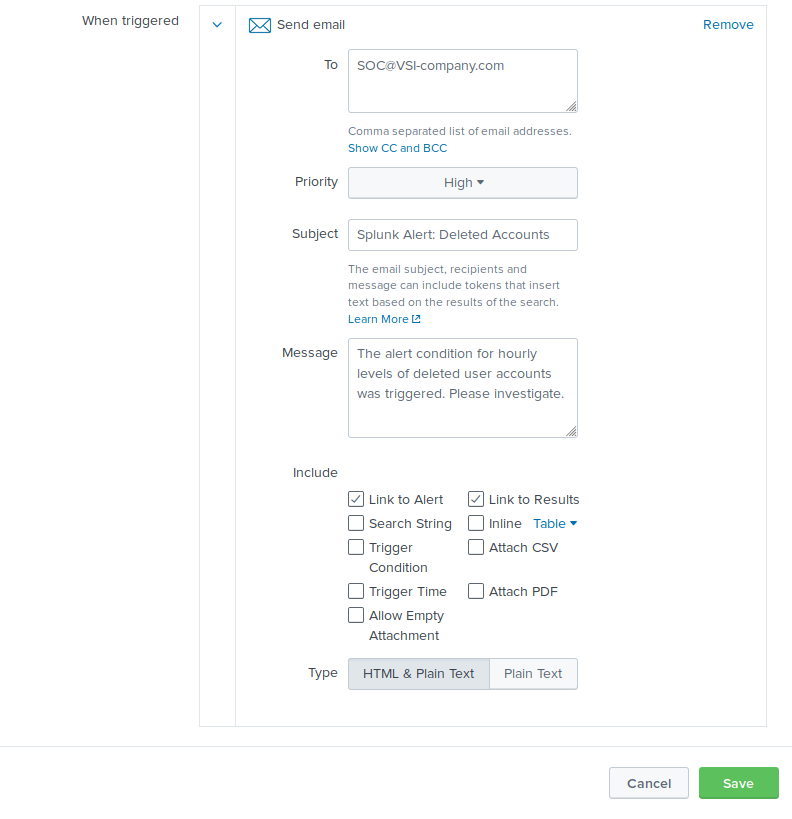 When triggered
Send email
Remove
To
SOC@VSI-company.com
Comma separated list of email addresses.
Show CC and BCC
Priority
High
Subject
Splunk Alert: Deleted Accounts
The email subject, recipients and
message can include tokens that insert
text based on the results of the search.
Learn More
Message
The alert condition for hourly
levels of deleted user accounts
was triggered. Please investigate.
Include
Link to Alert
Link to Results
Search String
Inline Table
Trigger
Condition
Attach CSV
Trigger Time
Attach PDF
Allow Empty
Attachment
Type
HTML & Plain Text
Plain Text
Cancel
Save